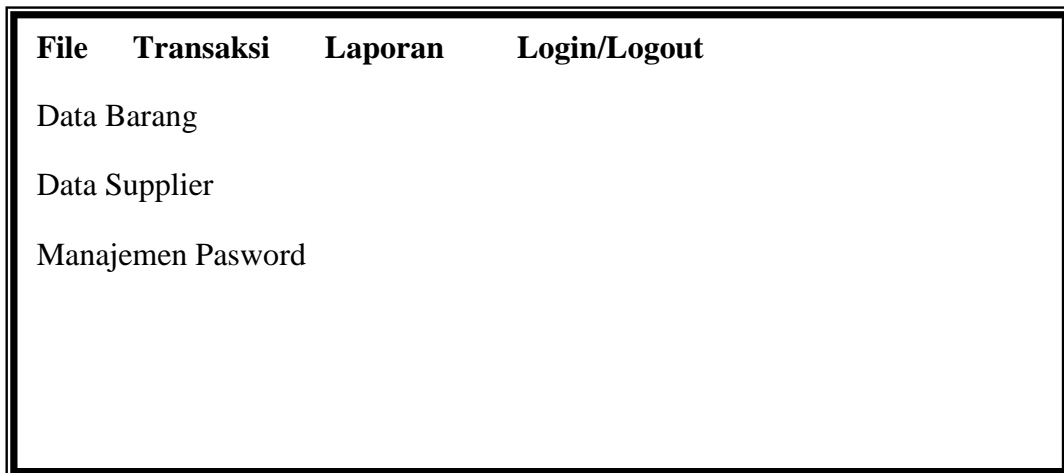 File Transaksi Laporan Login/Logout
Data Barang
Data Supplier
Manajemen Pasword